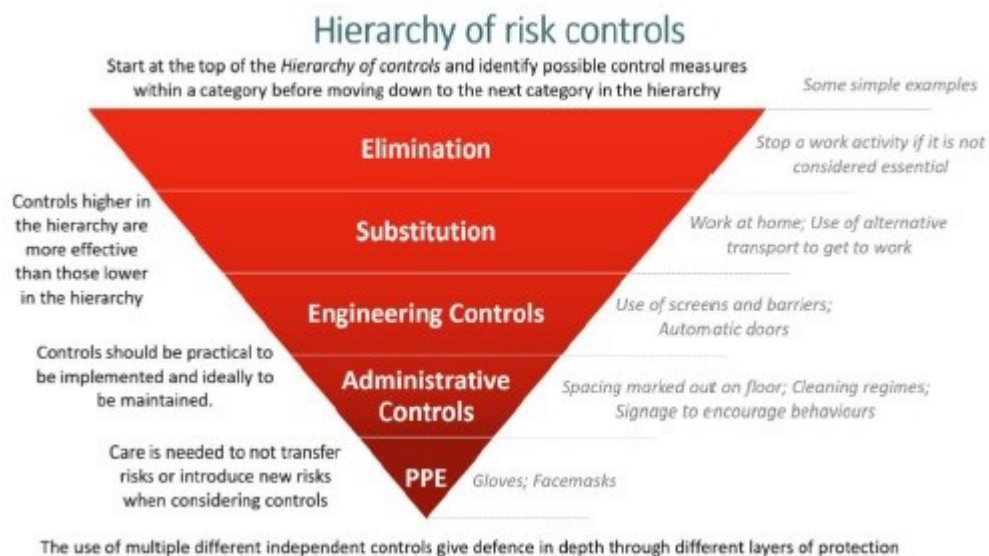 Hierarchy of risk controls
Start at the top of the Hierarchy of controls and identify possible control measures
within a category before moving down to the next category in the hierarchy
Some simple examples
Elimination
Stop a work activity if it is not
considered essential
Controls higher in
the hierarchy are
more effective
than those lower
in the hierarchy
Substitution
Work at home; Use of alternative
transport to get to work
Engineering Controls
Use of screens and barriers;
Automatic doors
Controls should be practical to
be implemented and ideally to
be maintained.
Administrative
Controls
Spacing marked out on floor; Cleaning regimes;
Signage to encourage behaviours
Care is needed to not transfer
risks or introduce new risks
when considering controls
PPE
Gloves; Facemasks
The use of multiple different independent controls give defence in depth through different layers of protection